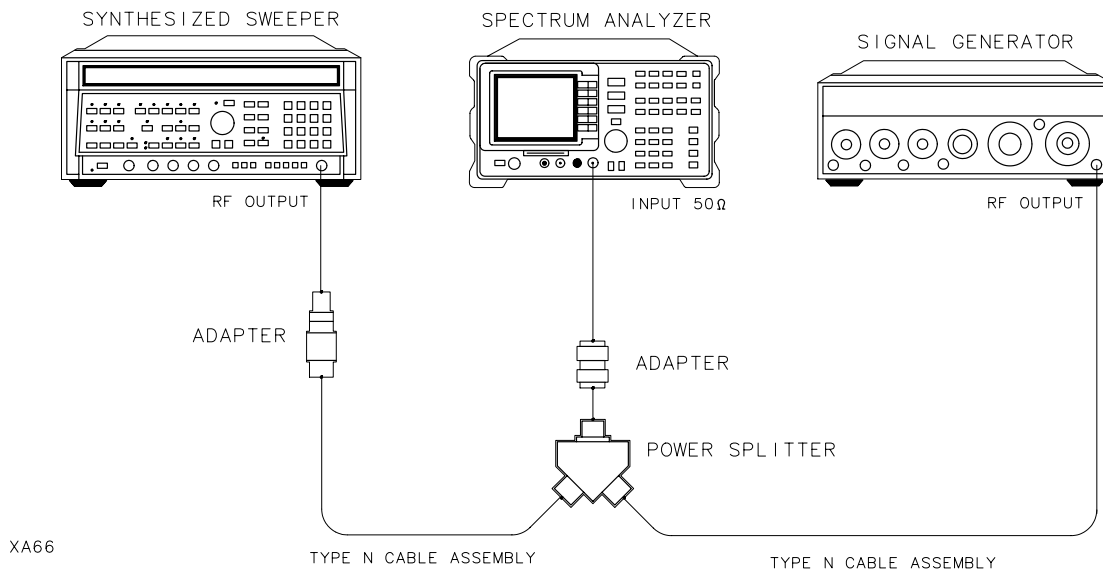 SYNTHESIZED SWEEPER
SPECTRUM ANALYZER
SIGNAL GENERATOR
RF OUTPUT
INPUT 50Ω
RF OUTPUT
ADAPTER
ADAPTER
POWER SPLITTER
XA66
TYPE N CABLE ASSEMBLY
TYPE N CABLE ASSEMBLY